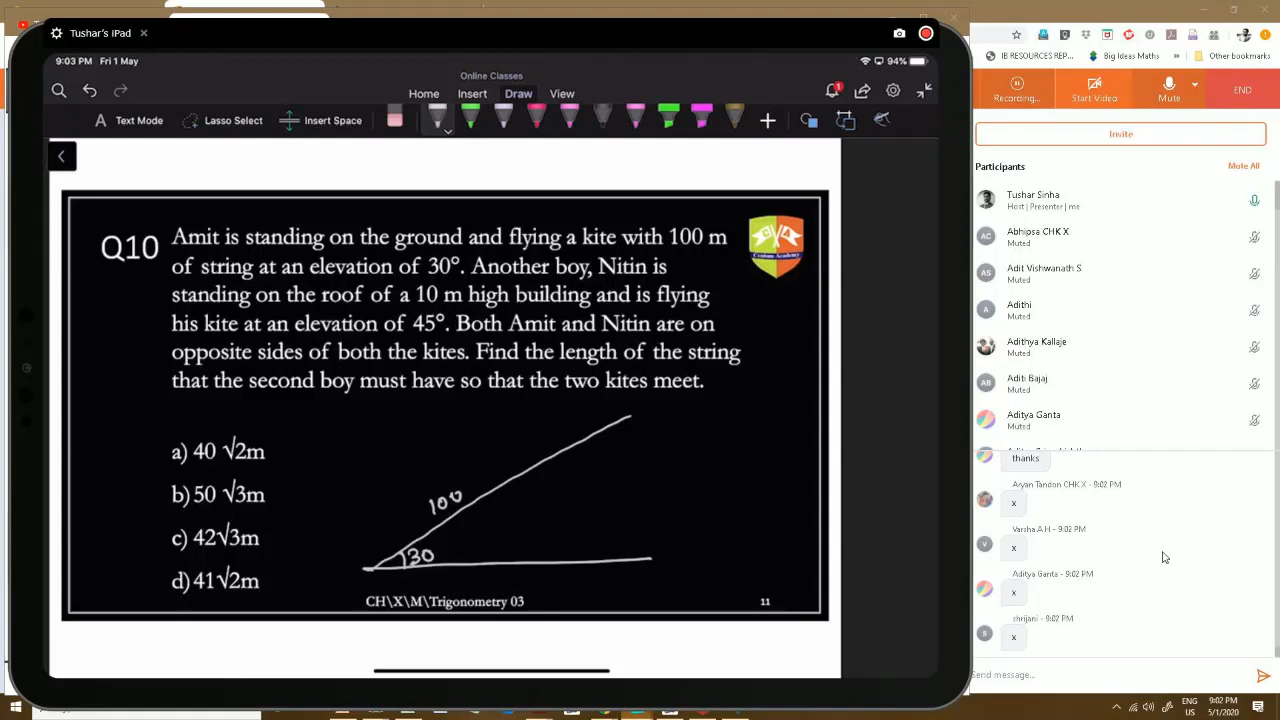 Tushar's iPad
9:03 PM Fri 1 May
94%
Online Classes
Home Insert Draw View
1
Text Mode
Lasso Select
Insert Space
Q10
Amit is standing on the ground and flying a kite with 100 m
of string at an elevation of 30°. Another boy, Nitin is
standing on the roof of a 10 m high building and is flying
his kite at an elevation of 45°. Both Amit and Nitin are on
opposite sides of both the kites. Find the length of the string
that the second boy must have so that the two kites meet.
Centum Academy
a) 40 √2m
b) 50 √3m
c) 42√3m
d) 41√2m
100
30
CH\X\M\Trigonometry 03
11
IB RESOURCES REP...
Big Ideas Maths
»
Other bookmarks
Recording...
Start Video
Mute
END
Invite
Participants
Mute All
Tushar Sinha
Host | Presenter | me
AC
Abhipsa CHK X
Muted
AS
Adit Vishwanath S
Muted
A
Adithi
Muted
Adithya Kallaje
Muted
AB
Aditi Bajaj
Muted
Aditya Ganta
Muted
thanks
Aryan Tandon CHK X - 9:02 PM
x
Varsha A H - 9:02 PM
V
x
Aditya Ganta - 9:02 PM
x
shrijani - 9:02 PM
S
x
Send message...
ENG
US
9:02 PM
5/1/2020